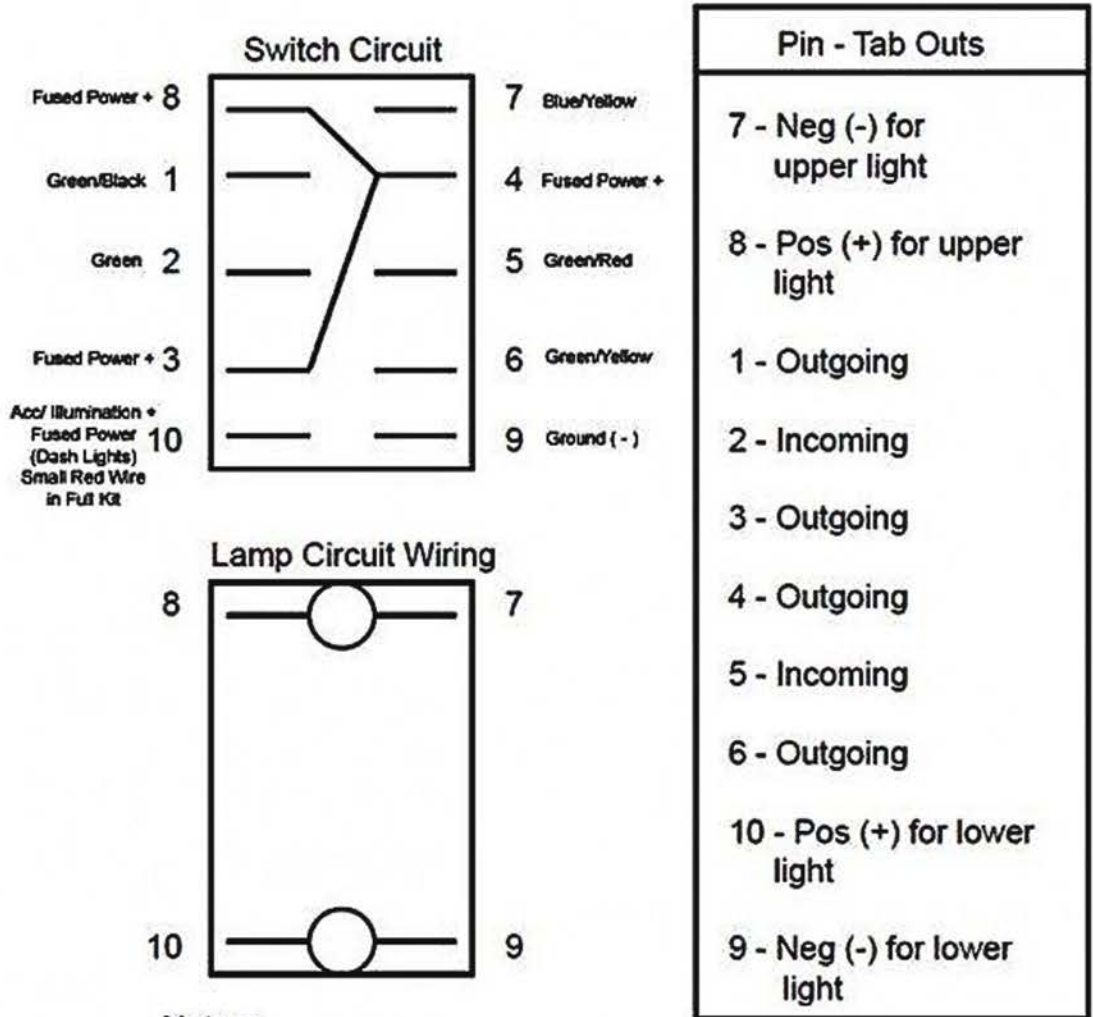 Switch Circuit
Fused Power + 8
7 Blue/Yellow
Green/Black 1
4 Fused Power +
Green 2
5 Green/Red
Fused Power + 3
6 Green/Yellow
Acc/ Illumination +
Fused Power
(Dash Lights)
Small Red Wire
in Full Kit
10
9 Ground ( - )
Lamp Circuit Wiring
8
7
10
9
Pin - Tab Outs
7 - Neg (-) for
upper light
8 - Pos (+) for upper
light
1 - Outgoing
2 - Incoming
3 - Outgoing
4 - Outgoing
5 - Incoming
6 - Outgoing
10 - Pos (+) for lower
light
9 - Neg (-) for lower
light